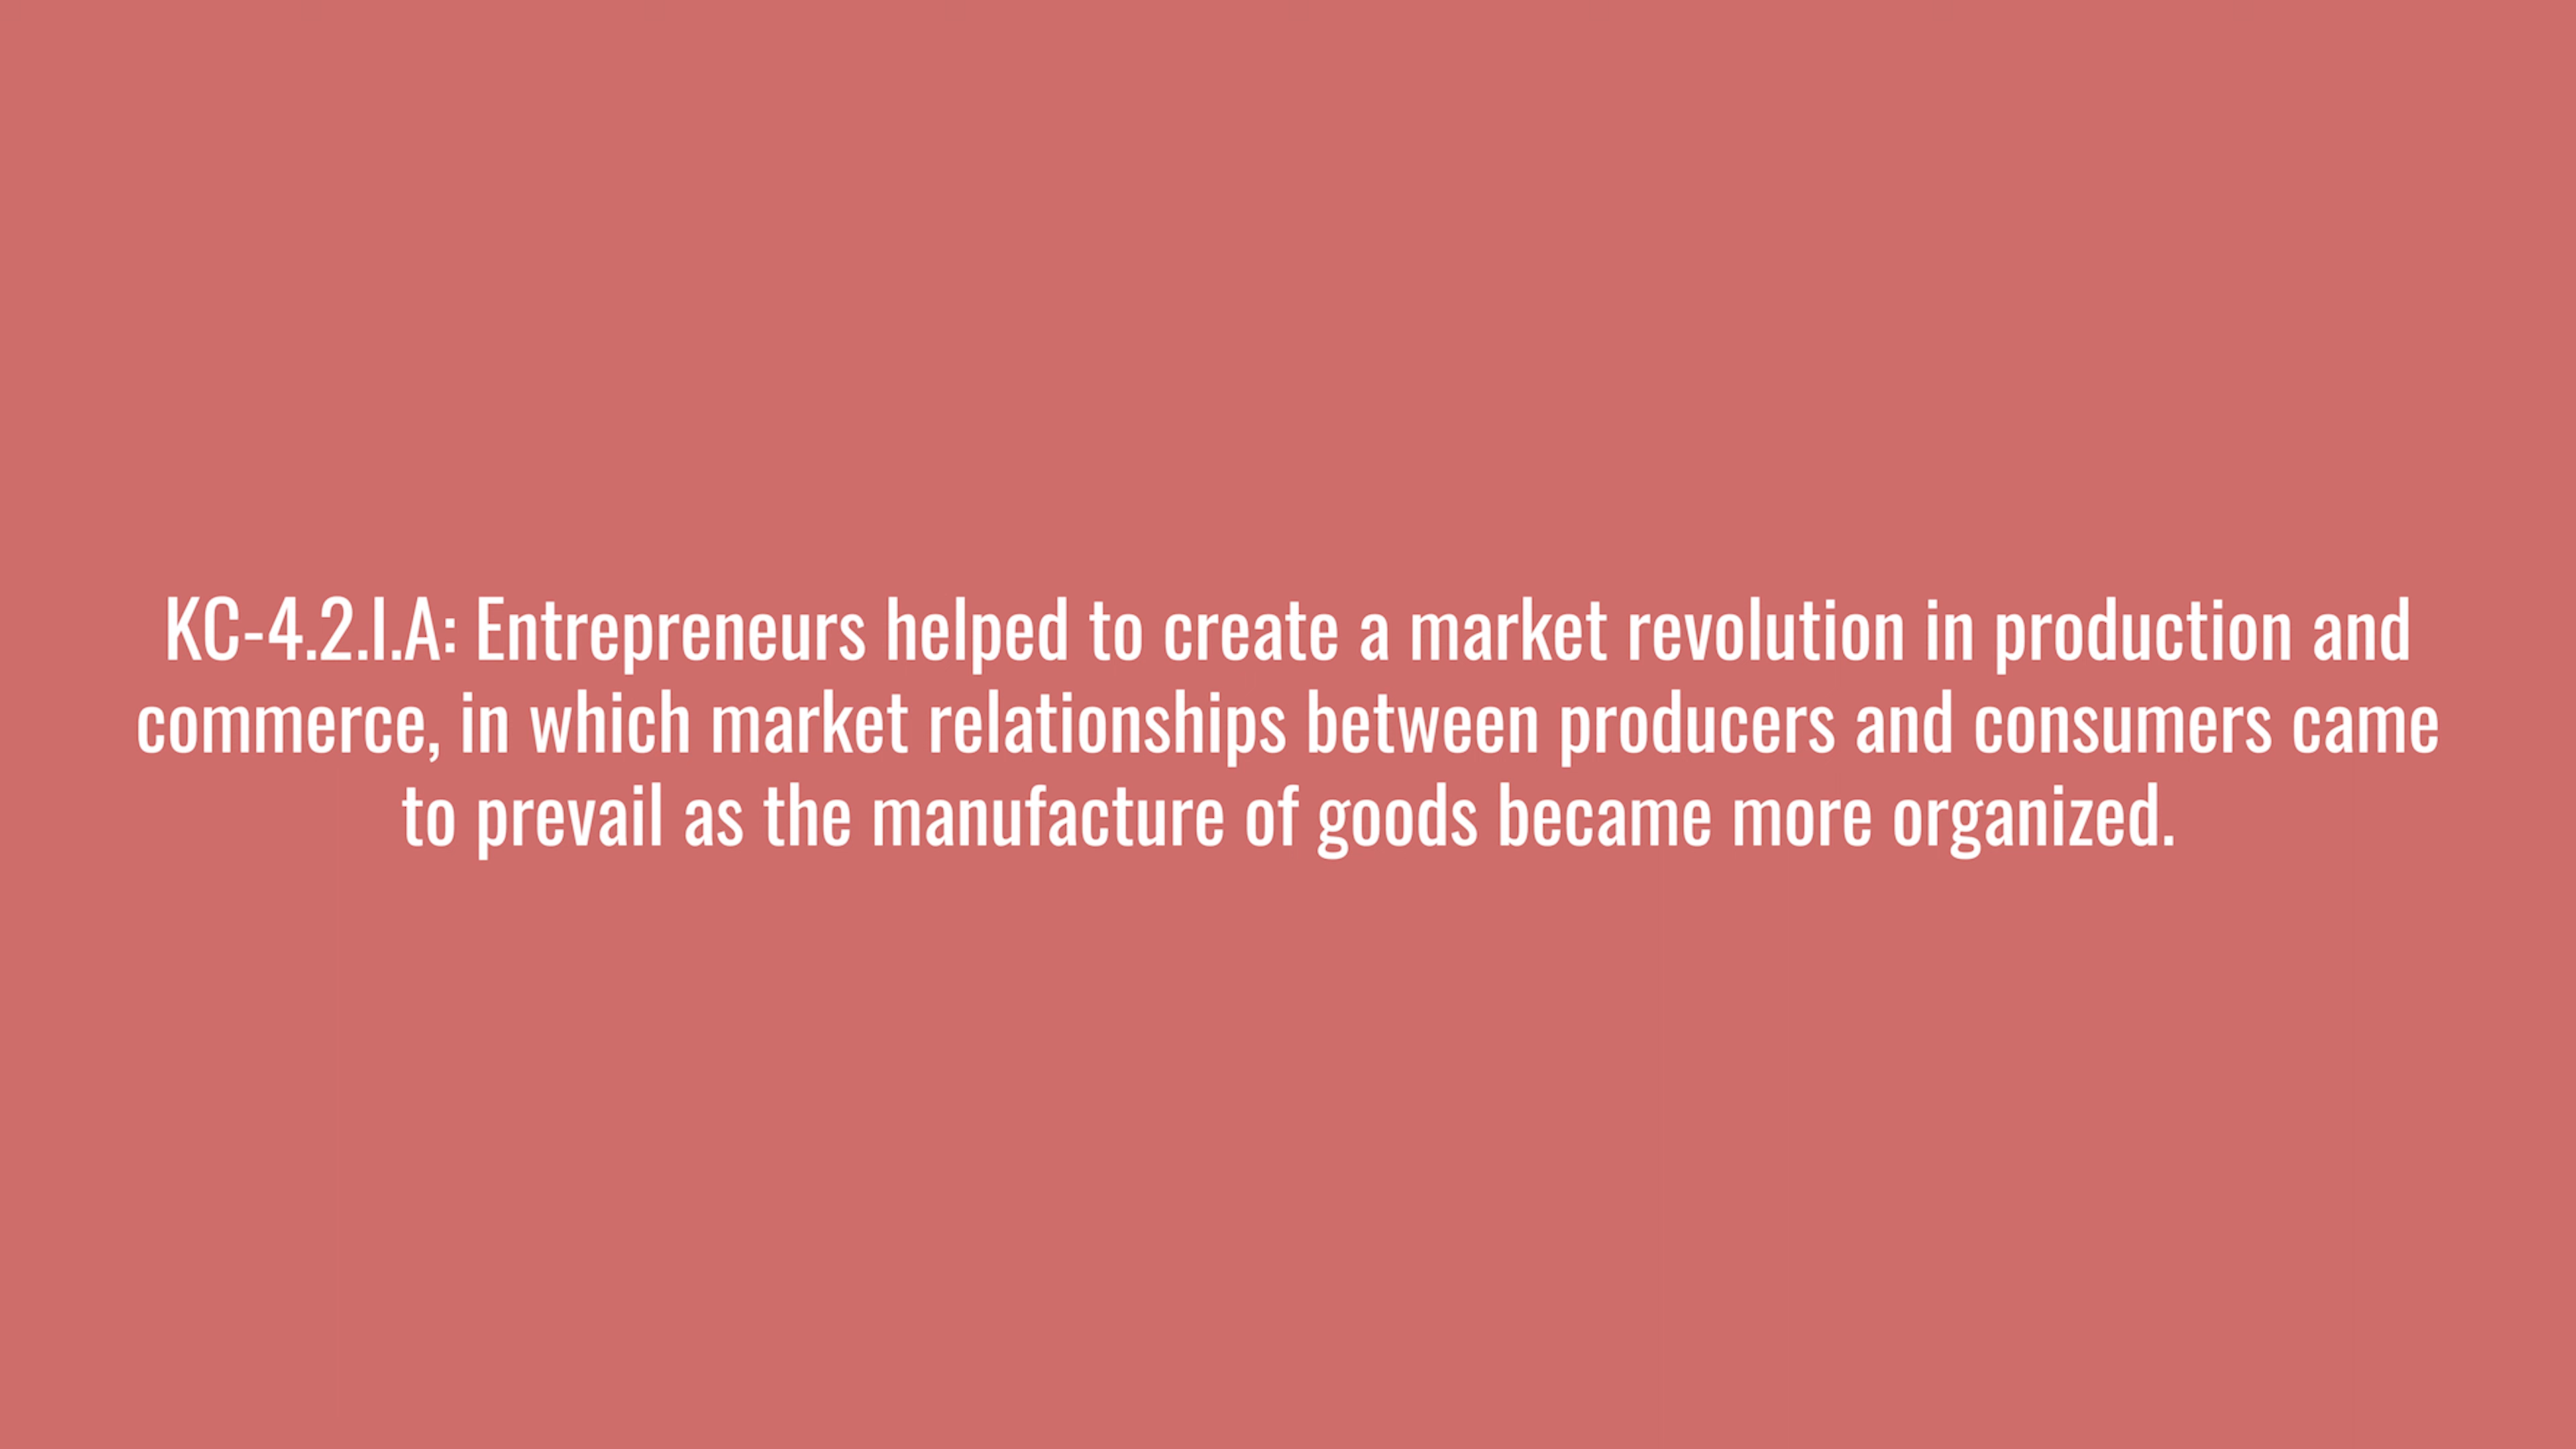 KC-4.2.I.A: Entrepreneurs helped to create a market revolution in production and
commerce, in which market relationships between producers and consumers came
to prevail as the manufacture of goods became more organized.